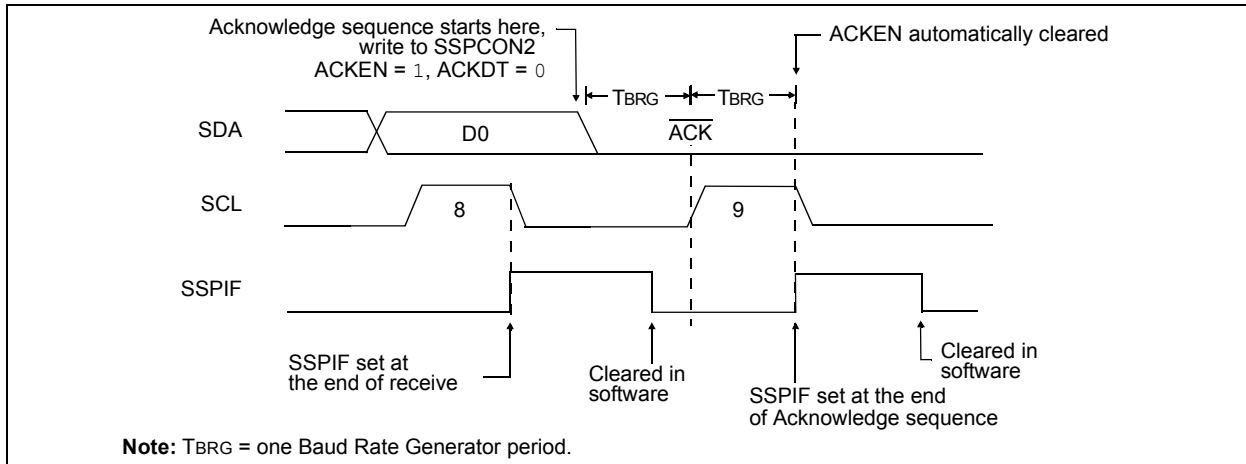 Acknowledge sequence starts here,
write to SSPCON2
ACKEN = 1, ACKDT = 0
ACKEN automatically cleared
TBRG
TBRG
SDA
D0
ACK
SCL
8
9
SSPIF
SSPIF set at
the end of receive
Cleared in
software
SSPIF set at the end
of Acknowledge sequence
Cleared in
software
Note: TBRG = one Baud Rate Generator period.